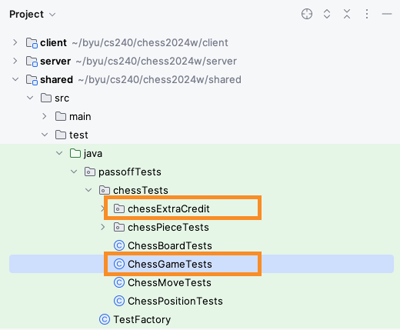 Project
client ~/byu/cs240/chess2024w/client
server ~/byu/cs240/chess2024w/server
shared ~/byu/cs240/chess2024w/shared
src
main
test
java
passoffTests
chessTests
chessExtraCredit
chessPieceTests
ChessBoardTests
ChessGameTests
ChessMoveTests
ChessPositionTests
TestFactory